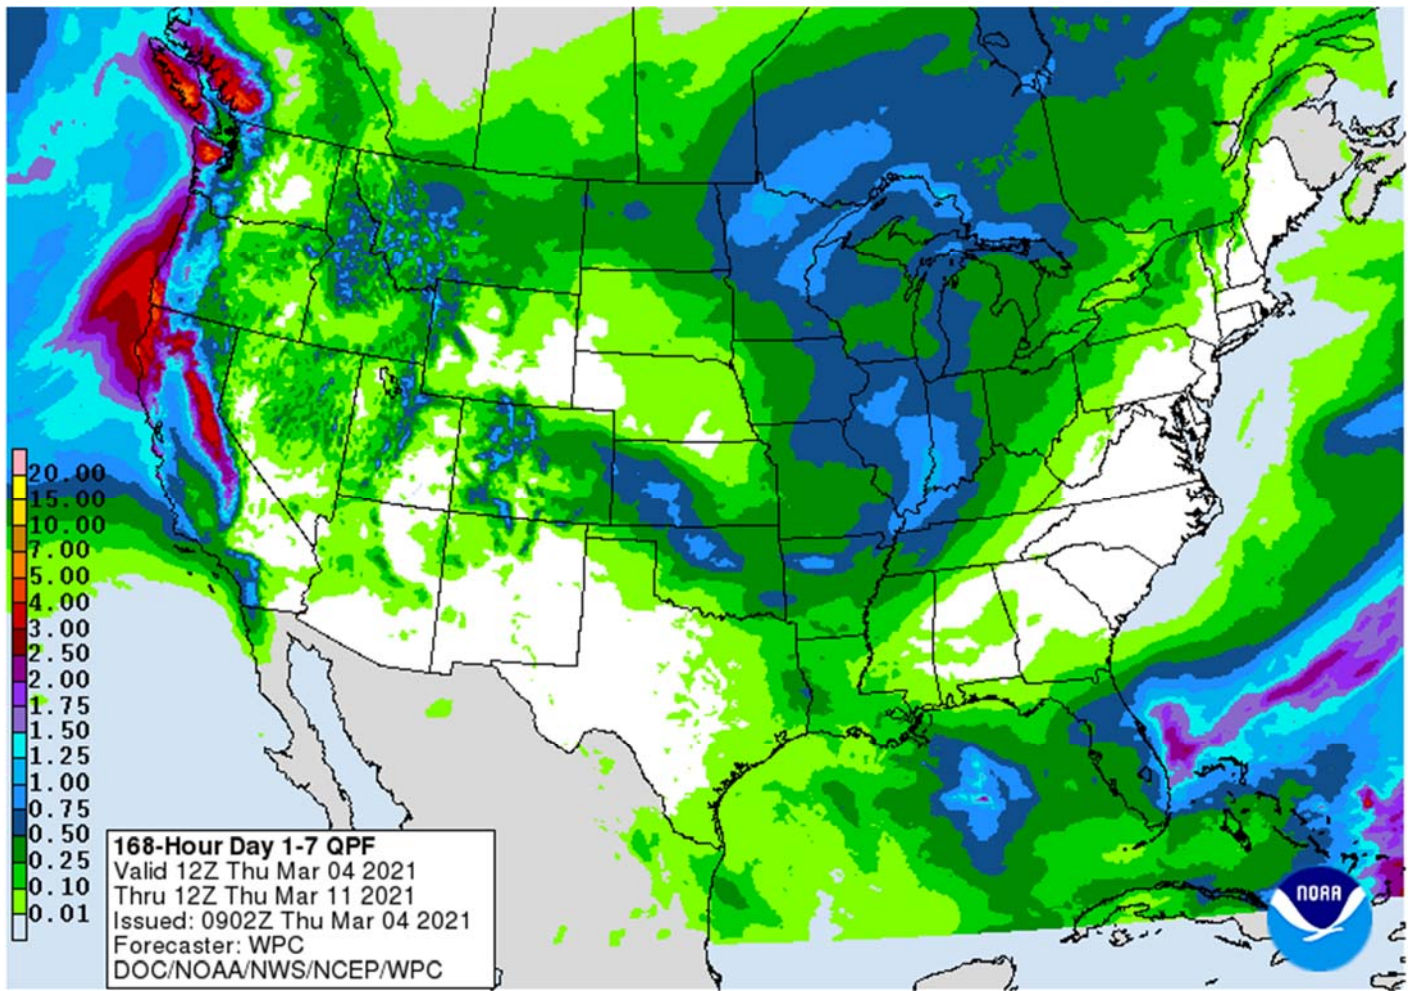 20.00
15.00
10.00
7.00
5.00
4.00
3.00
2.50
2.00
1.75
1.50
1.25
1.00
0.75
0.50
0.25
0.10
0.01
168-Hour Day 1-7 QPF
Valid 12Z Thu Mar 04 2021
Thru 12Z Thu Mar 11 2021
Issued: 0902Z Thu Mar 04 2021
Forecaster: WPC
DOC/NOAA/NWS/NCEP/WPC
NOAA